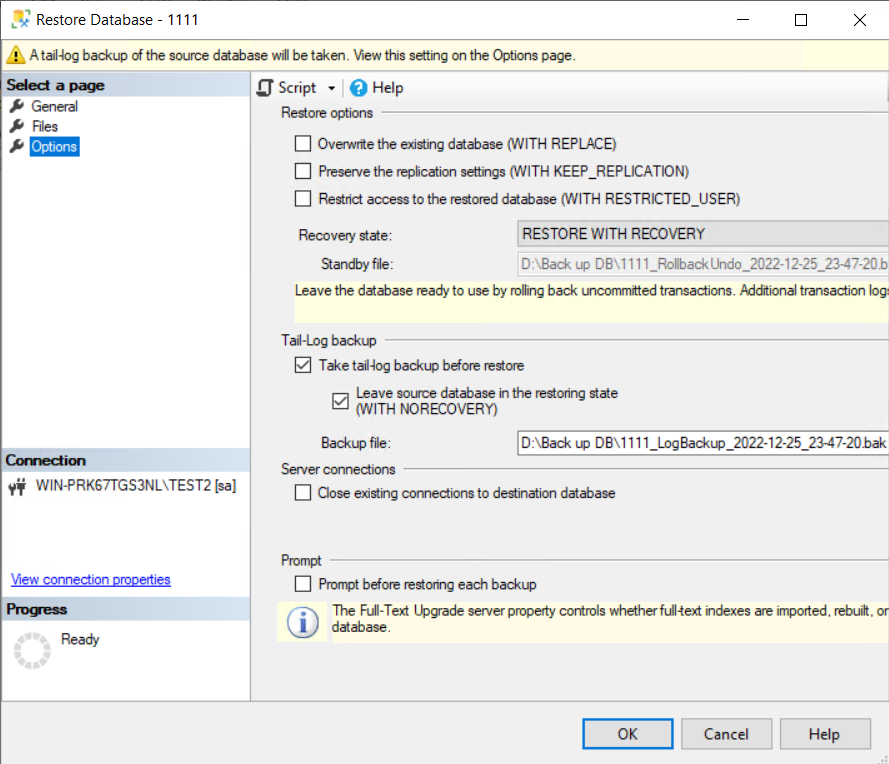 Restore Database - 1111
A tail-log backup of the source database will be taken. View this setting on the Options page.
Select a page
General
Files
Options
Script
Help
Restore options
Overwrite the existing database (WITH REPLACE)
Preserve the replication settings (WITH KEEP_REPLICATION)
Restrict access to the restored database (WITH RESTRICTED_USER)
Recovery state:
RESTORE WITH RECOVERY
Standby file:
D:\Back up DB\1111_RollbackUndo_2022-12-25_23-47-20.b
Leave the database ready to use by rolling back uncommitted transactions. Additional transaction logs
Tail-Log backup
Take tail-log backup before restore
Leave source database in the restoring state
(WITH NORECOVERY)
Backup file:
D:\Back up DB\1111_LogBackup_2022-12-25_23-47-20.bak
Server connections
Close existing connections to destination database
Prompt
Prompt before restoring each backup
The Full-Text Upgrade server property controls whether full-text indexes are imported, rebuilt, or
database.
Connection
WIN-PRK67TGS3NL\TEST2 [sa]
View connection properties
Progress
Ready
OK
Cancel
Help